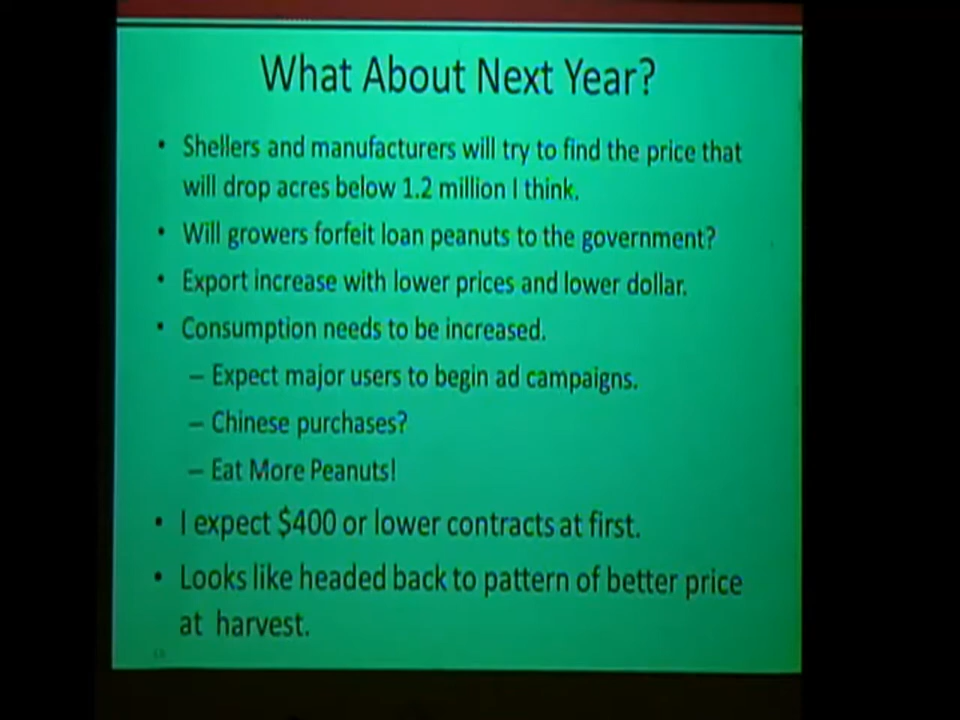 What About Next Year?
• Shellers and manufacturers will try to find the price that
will drop acres below 1.2 million I think.
• Will growers forfeit loan peanuts to the government?
• Export increase with lower prices and lower dollar.
• Consumption needs to be increased.
– Expect major users to begin ad campaigns.
– Chinese purchases?
– Eat More Peanuts!
• I expect $400 or lower contracts at first.
• Looks like headed back to pattern of better price
at harvest.